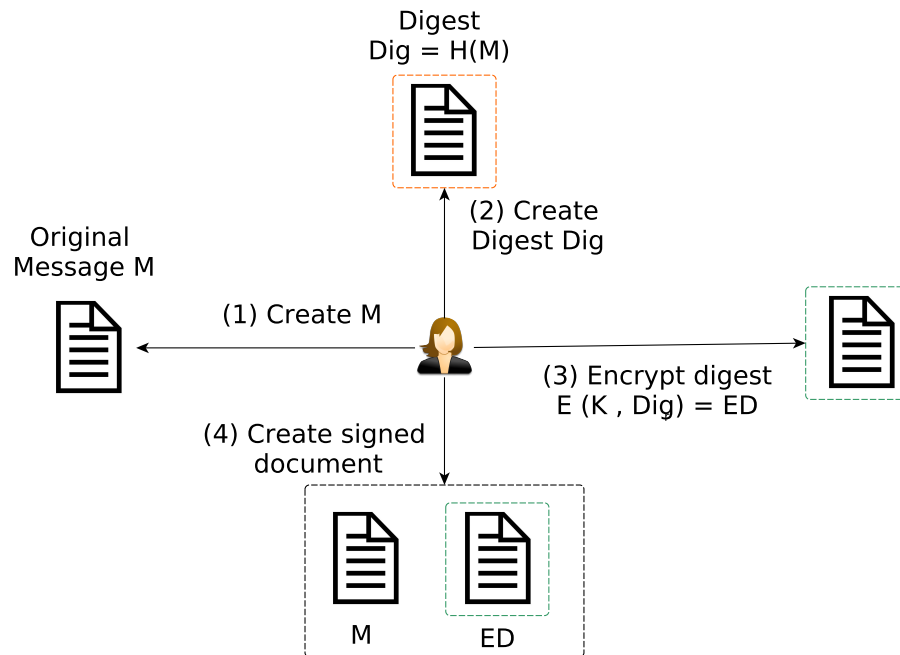 Digest
Dig = H(M)
(2) Create
Digest Dig
Original
Message M
(1) Create M
(3) Encrypt digest
E (K , Dig) = ED
(4) Create signed
document
M
ED